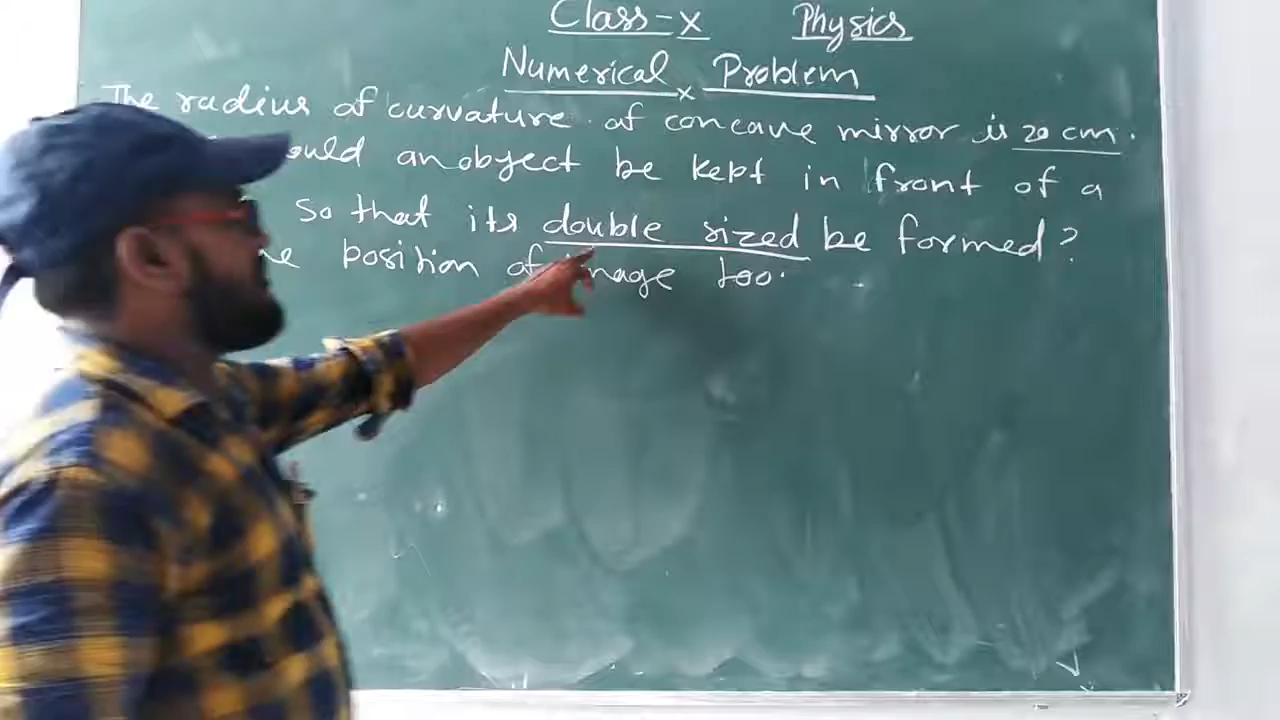 Class-x Physics
Numerical Problem
The radius of curvature of concave mirror is 20 cm.
ould an object be kept in front of a
so that its double sized be formed?
position of image too.